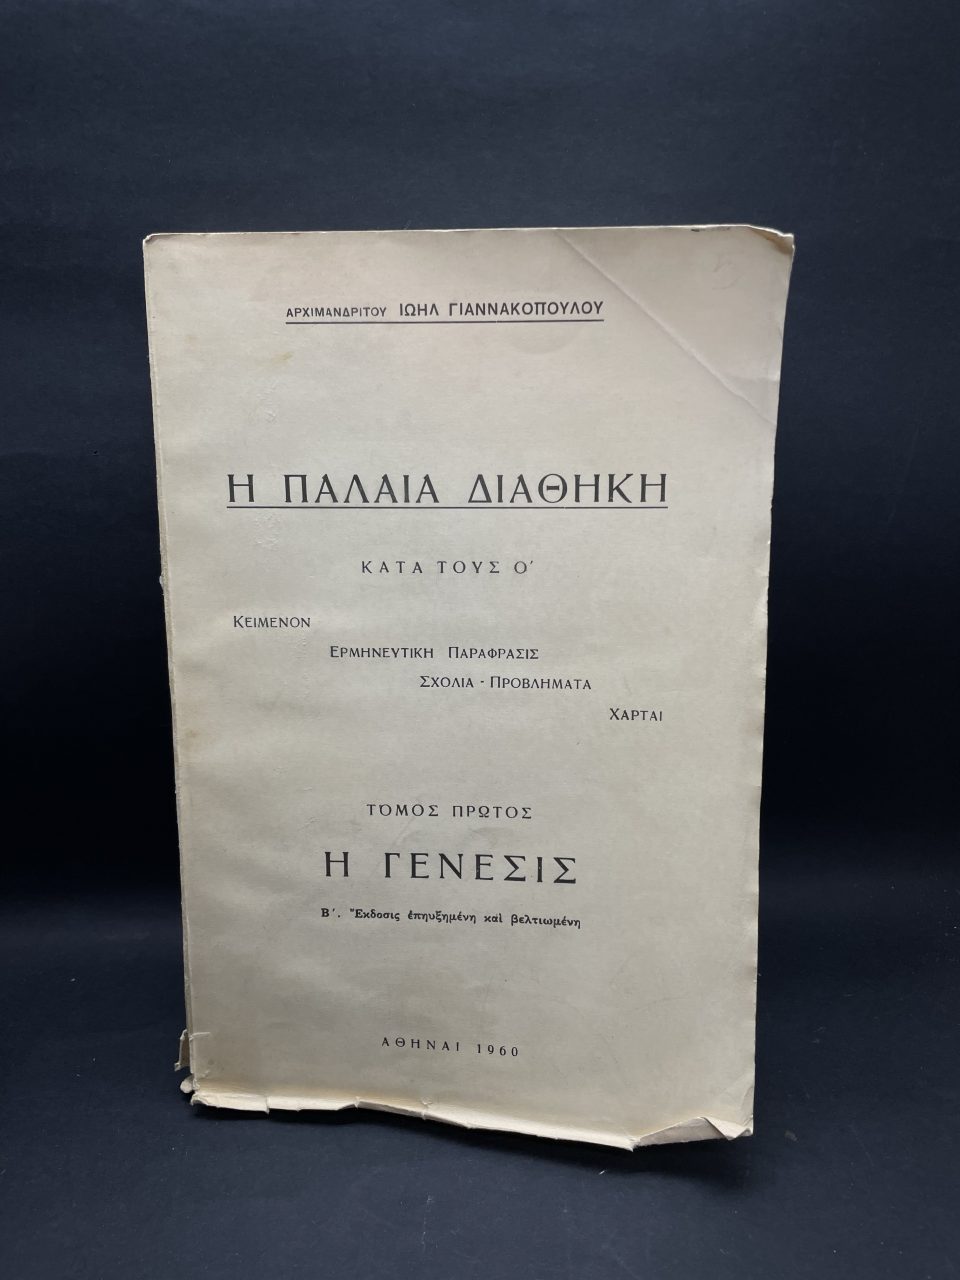 ΑΡΧΙΜΑΝΔΡΙΤΟΥ ΙΩΗΛ ΓΙΑΝΝΑΚΟΠΟΥΛΟΥ
Η ΠΑΛΑΙΑ ΔΙΑΘΗΚΗ
ΚΑΤΑ ΤΟΥΣ Ο΄
ΚΕΙΜΕΝΟΝ
ΕΡΜΗΝΕΥΤΙΚΗ ΠΑΡΑΦΡΑΣΙΣ
ΣΧΟΛΙΑ - ΠΡΟΒΛΗΜΑΤΑ
ΧΑΡΤΑΙ
ΤΟΜΟΣ ΠΡΩΤΟΣ
Η ΓΕΝΕΣΙΣ
Β΄. Ἔκδοσις ἐπηυξημένη καὶ βελτιωμένη
ΑΘΗΝΑΙ 1960